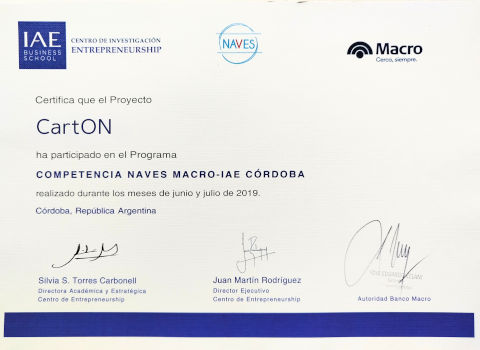 IAE
BUSINESS
SCHOOL
CENTRO DE INVESTIGACIÓN
ENTREPRENEURSHIP
NAVES
Macro
Cerca, siempre.
Certifica que el Proyecto
CartON
ha participado en el Programa
COMPETENCIA NAVES MACRO-IAE CÓRDOBA
realizado durante los meses de junio y julio de 2019.
Córdoba, República Argentina
Silvia S. Torres Carbonell
Directora Académica y Estratégica
Centro de Entrepreneurship
Juan Martín Rodríguez
Director Ejecutivo
Centro de Entrepreneurship
Autoridad Banco Macro